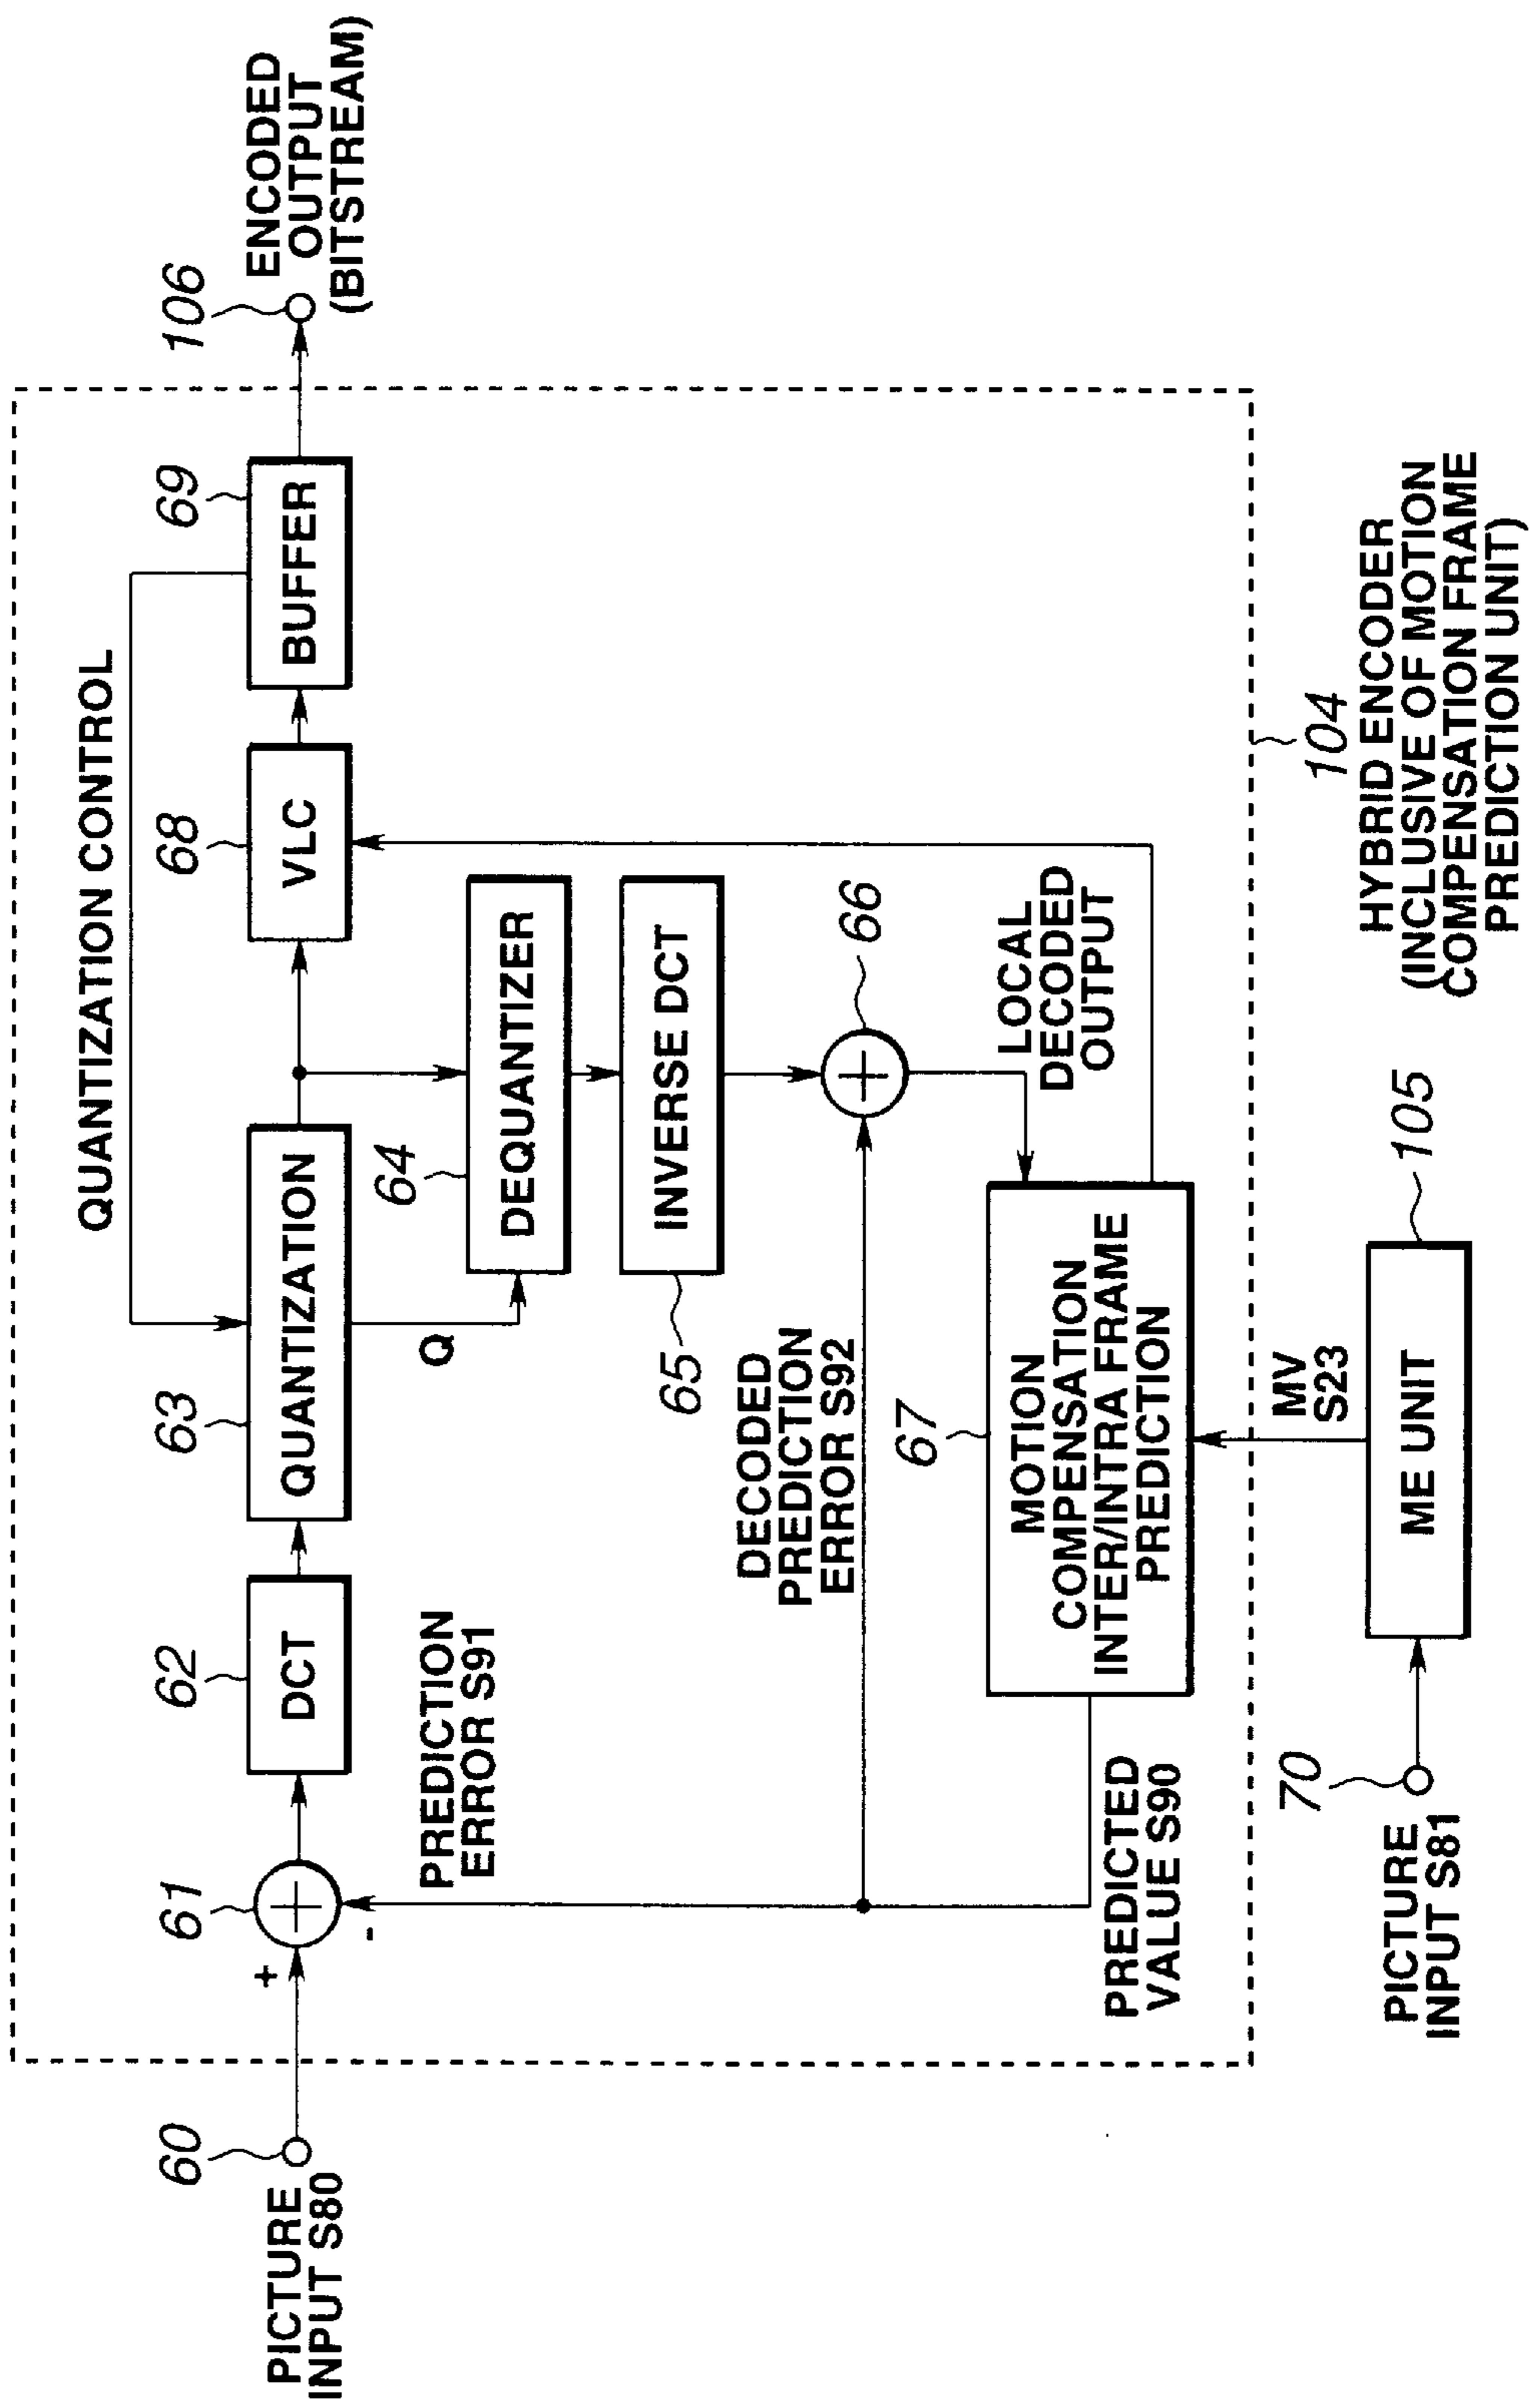 QUANTIZATION CONTROL
60
PICTURE
INPUT S80
+
-
61
62
DCT
63
QUANTIZATION
68
VLC
69
BUFFER
106
ENCODED
OUTPUT
(BITSTREAM)
PREDICTION
ERROR S91
Q
64
DEQUANTIZER
65
INVERSE DCT
DECODED
PREDICTION
ERROR S92
66
LOCAL
DECODED
OUTPUT
67
MOTION
COMPENSATION
INTER/INTRA FRAME
PREDICTION
PREDICTED
VALUE S90
MV
S23
70
PICTURE
INPUT S81
ME UNIT
105
104
HYBRID ENCODER
(INCLUSIVE OF MOTION
COMPENSATION FRAME
PREDICTION UNIT)